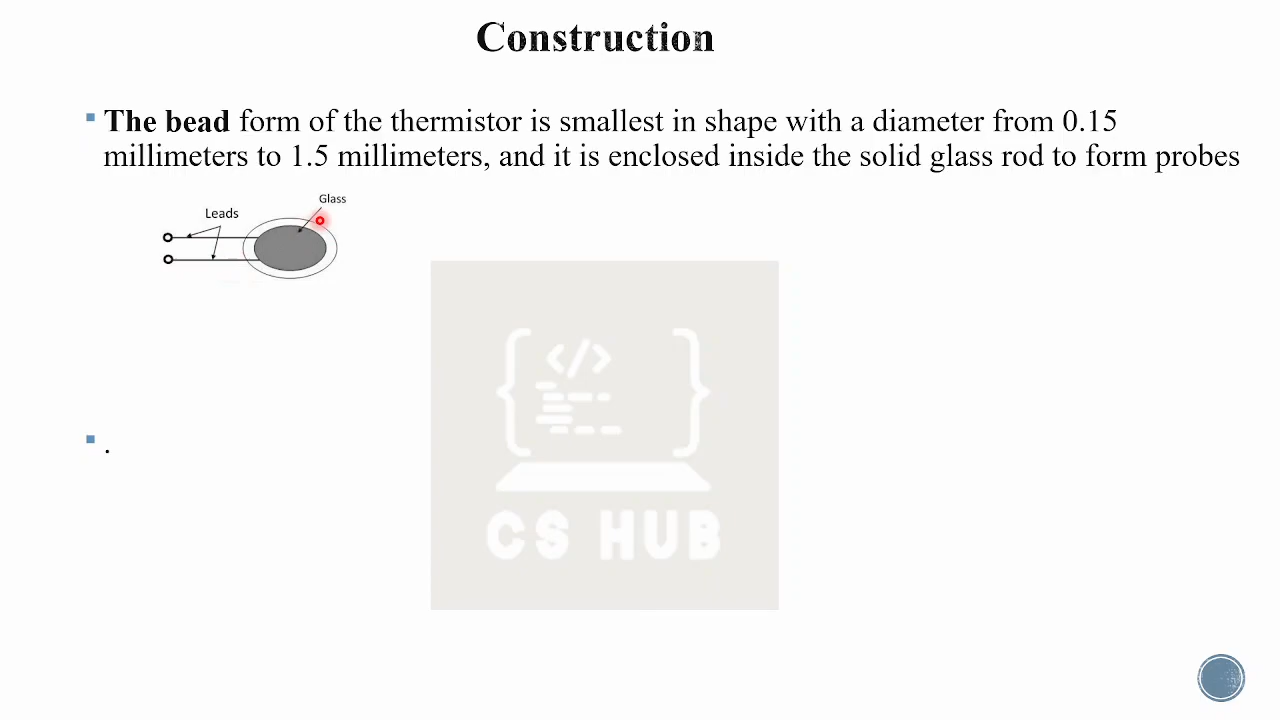 Construction
The bead form of the thermistor is smallest in shape with a diameter from 0.15
millimeters to 1.5 millimeters, and it is enclosed inside the solid glass rod to form probes
Glass
Leads
.
</>
CS HUB